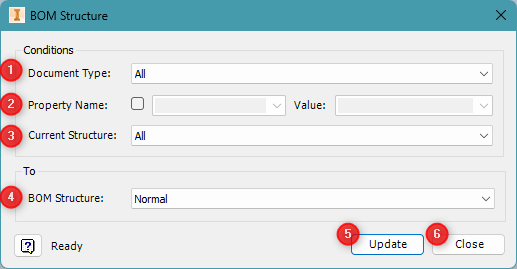 BOM Structure
Conditions
1 Document Type: All
2 Property Name: Value:
3 Current Structure: All
To
4 BOM Structure: Normal
5 6
? Ready Update Close